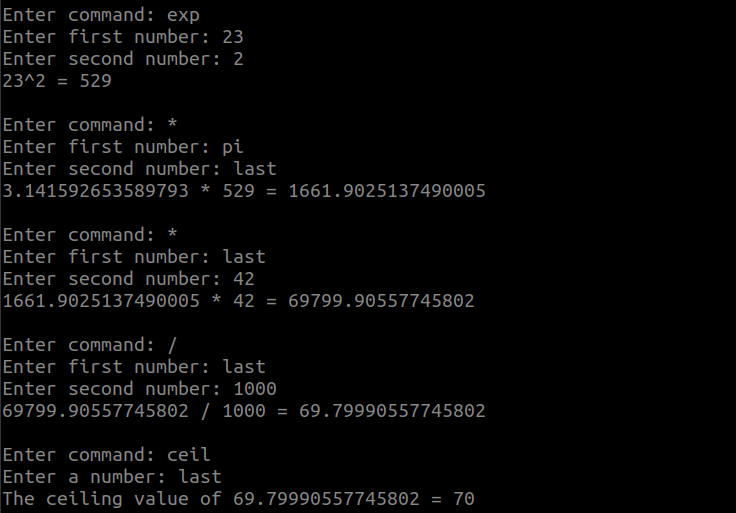 Enter command: exp
Enter first number: 23
Enter second number: 2
23^2 = 529
Enter command: *
Enter first number: pi
Enter second number: last
3.141592653589793 * 529 = 1661.9025137490005
Enter command: *
Enter first number: last
Enter second number: 42
1661.9025137490005 * 42 = 69799.90557745802
Enter command: /
Enter first number: last
Enter second number: 1000
69799.90557745802 / 1000 = 69.79990557745802
Enter command: ceil
Enter a number: last
The ceiling value of 69.79990557745802 = 70